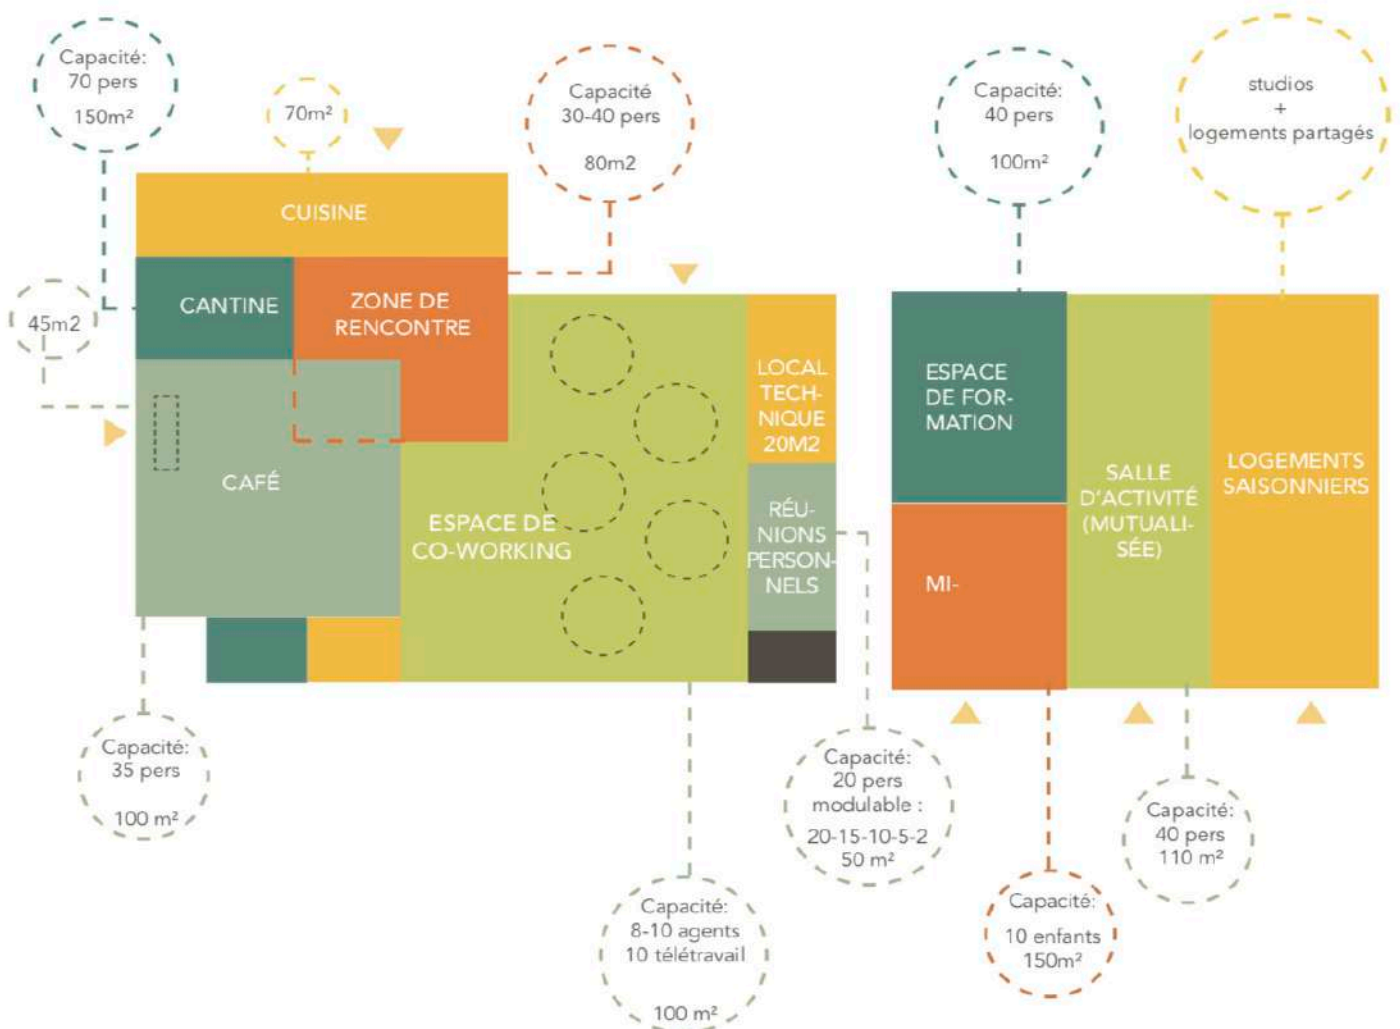 Capacité:
70 pers
150m²
70m²
Capacité
30-40 pers
80m2
Capacité:
40 pers
100m²
studios
+
logements partagés
CUISINE
CANTINE
ZONE DE
RENCONTRE
45m2
CAFÉ
ESPACE DE
CO-WORKING
LOCAL
TECH-
NIQUE
20M2
RÉU-
NIONS
PERSON-
NELS
ESPACE
DE FOR-
MATION
MI-
SALLE
D'ACTIVITÉ
(MUTUALI-
SÉE)
LOGEMENTS
SAISONNIERS
Capacité:
35 pers
100 m²
Capacité:
8-10 agents
10 télétravail
100 m²
Capacité:
20 pers
modulable :
20-15-10-5-2
50 m²
Capacité:
10 enfants
150m²
Capacité:
40 pers
110 m²